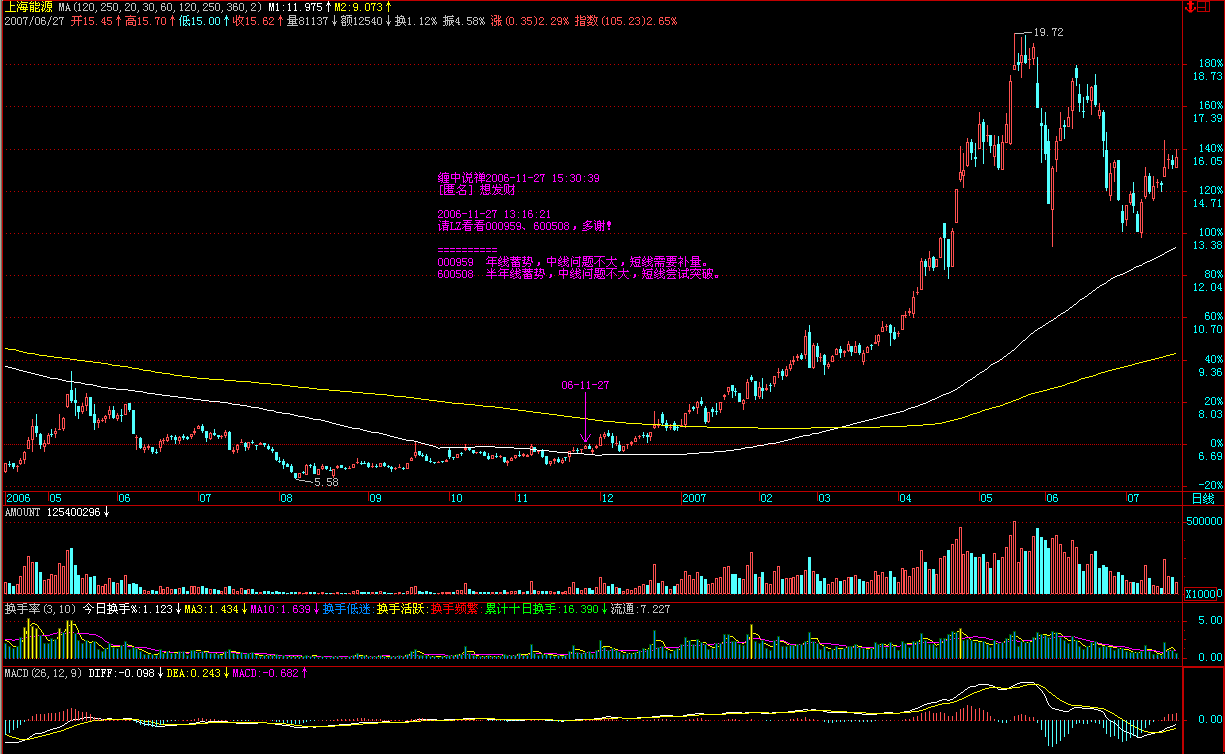 上海能源 MA(120,250,20,30,60,120,250,360,2) M1:11.975↑M2:9.073↑
2007/06/27 开15.45↑高15.70↑低15.00↑收15.62↑量81137↓额12540↓换1.12% 振4.58% 涨(0.35)2.29% 指数(105.23)2.65%
19.72
180%
18.73
160%
17.39
140%
16.05
120%
14.71
100%
13.38
80%
12.04
60%
10.70
40%
9.36
20%
8.03
0%
6.69
-20%
缠中说禅2006-11-27 15:30:39
[匿名] 想发财
2006-11-27 13:16:21
请LZ看看000959、600508，多谢!
==========
000959 年线蓄势，中线问题不大，短线需要补量。
600508 半年线蓄势，中线问题不大，短线尝试突破。
06-11-27
5.58
2006 05 06 07 08 09 10 11 12 2007 02 03 04 05 06 07 日线
AMOUNT 125400296↓
500000
X10000
换手率(3,10) 今日换手%:1.123↓MA3:1.434↓MA10:1.639↓换手低迷:换手活跃:换手频繁:累计十日换手:16.390↓流通:7.227
5.00
0.00
MACD(26,12,9) DIFF:-0.098↓DEA:0.243↓MACD:-0.682↑
0.00